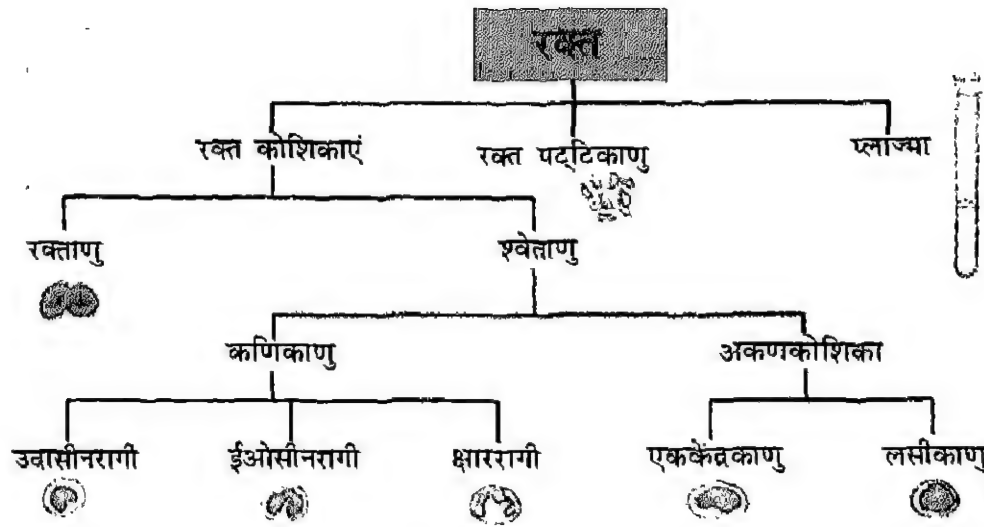 रक्त
रक्त कोशिकाएं रक्त पट्टिकाणु प्लाज्मा
रक्ताणु श्वेताणु
कणिकाणु अकणकोशिका
उदासीनरागी ईओसीनरागी क्षाररागी एककेंद्रकाणु लसीकाणु